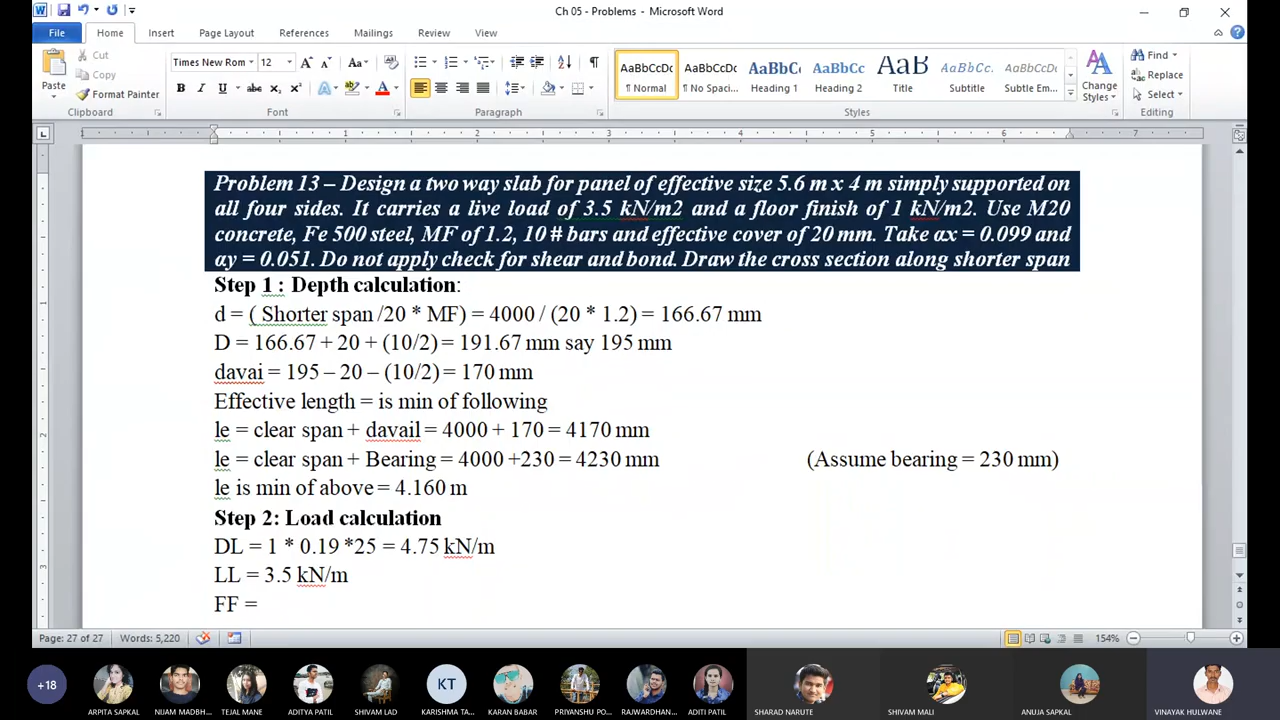 Ch 05 - Problems - Microsoft Word
File Home Insert Page Layout References Mailings Review View
Cut
Copy
Format Painter
Paste
Clipboard
Times New Rom 12
Font
Paragraph
AaBbCcDc AaBbCcDc AaBbC AaBbCc AaB AaBbCc. AaBbCcDc
¶ Normal ¶ No Spaci... Heading 1 Heading 2 Title Subtitle Subtle Em...
Styles
Change
Styles
Find
Replace
Select
Editing
Problem 13 – Design a two way slab for panel of effective size 5.6 m x 4 m simply supported on
all four sides. It carries a live load of 3.5 kN/m2 and a floor finish of 1 kN/m2. Use M20
concrete, Fe 500 steel, MF of 1.2, 10 # bars and effective cover of 20 mm. Take αx = 0.099 and
αy = 0.051. Do not apply check for shear and bond. Draw the cross section along shorter span
Step 1 : Depth calculation:
d = ( Shorter span /20 * MF) = 4000 / (20 * 1.2) = 166.67 mm
D = 166.67 + 20 + (10/2) = 191.67 mm say 195 mm
davai = 195 – 20 – (10/2) = 170 mm
Effective length = is min of following
le = clear span + davail = 4000 + 170 = 4170 mm
le = clear span + Bearing = 4000 +230 = 4230 mm (Assume bearing = 230 mm)
le is min of above = 4.160 m
Step 2: Load calculation
DL = 1 * 0.19 *25 = 4.75 kN/m
LL = 3.5 kN/m
FF =
Page: 27 of 27 Words: 5,220 154%
+18 KT
ARPITA SAPKAL NIKHIL MADBH... TEJAL MANE ADITYA PATIL SHIVAM LAD KARISHMA TA... KARAN BABAR PRIYANSHU PO... RAJWARDHAN... ADITI PATIL SHARAD NARUTE SHIVAM MALI ANUJA SAPKAL VINAYAK HULWANE